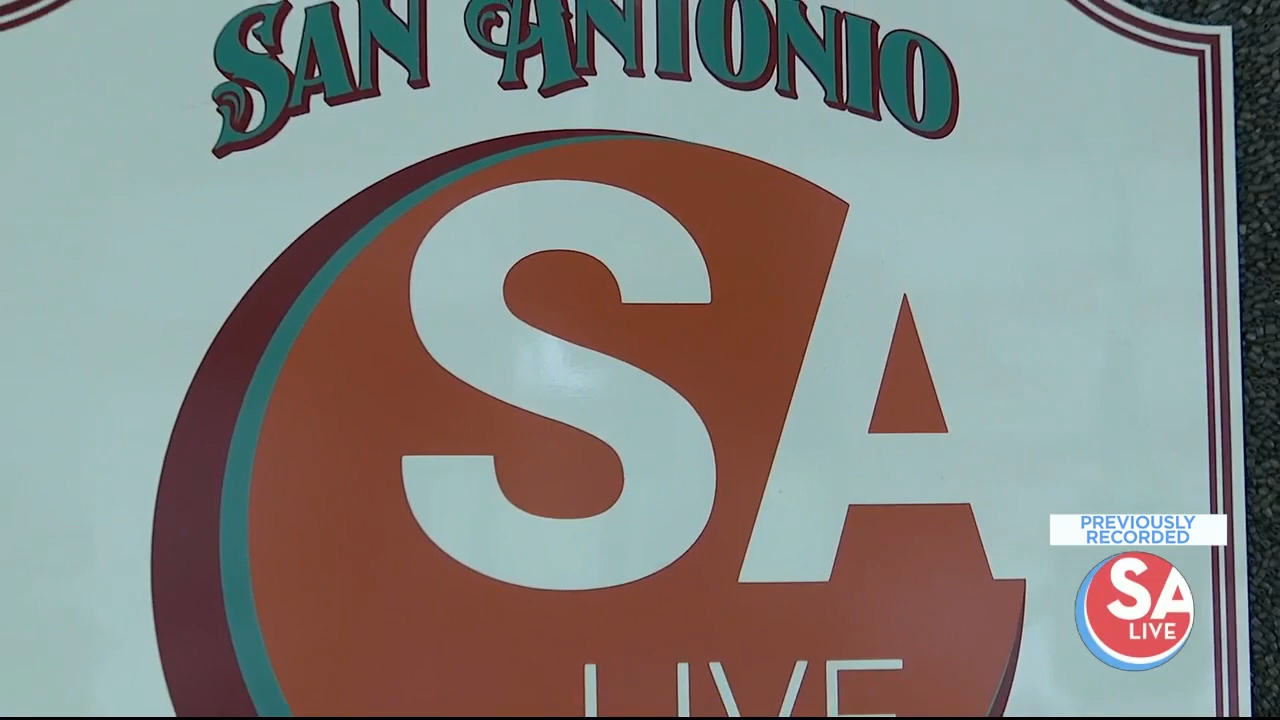 SAN ANTONIO
SA
LIVE
PREVIOUSLY
RECORDED
SA
LIVE